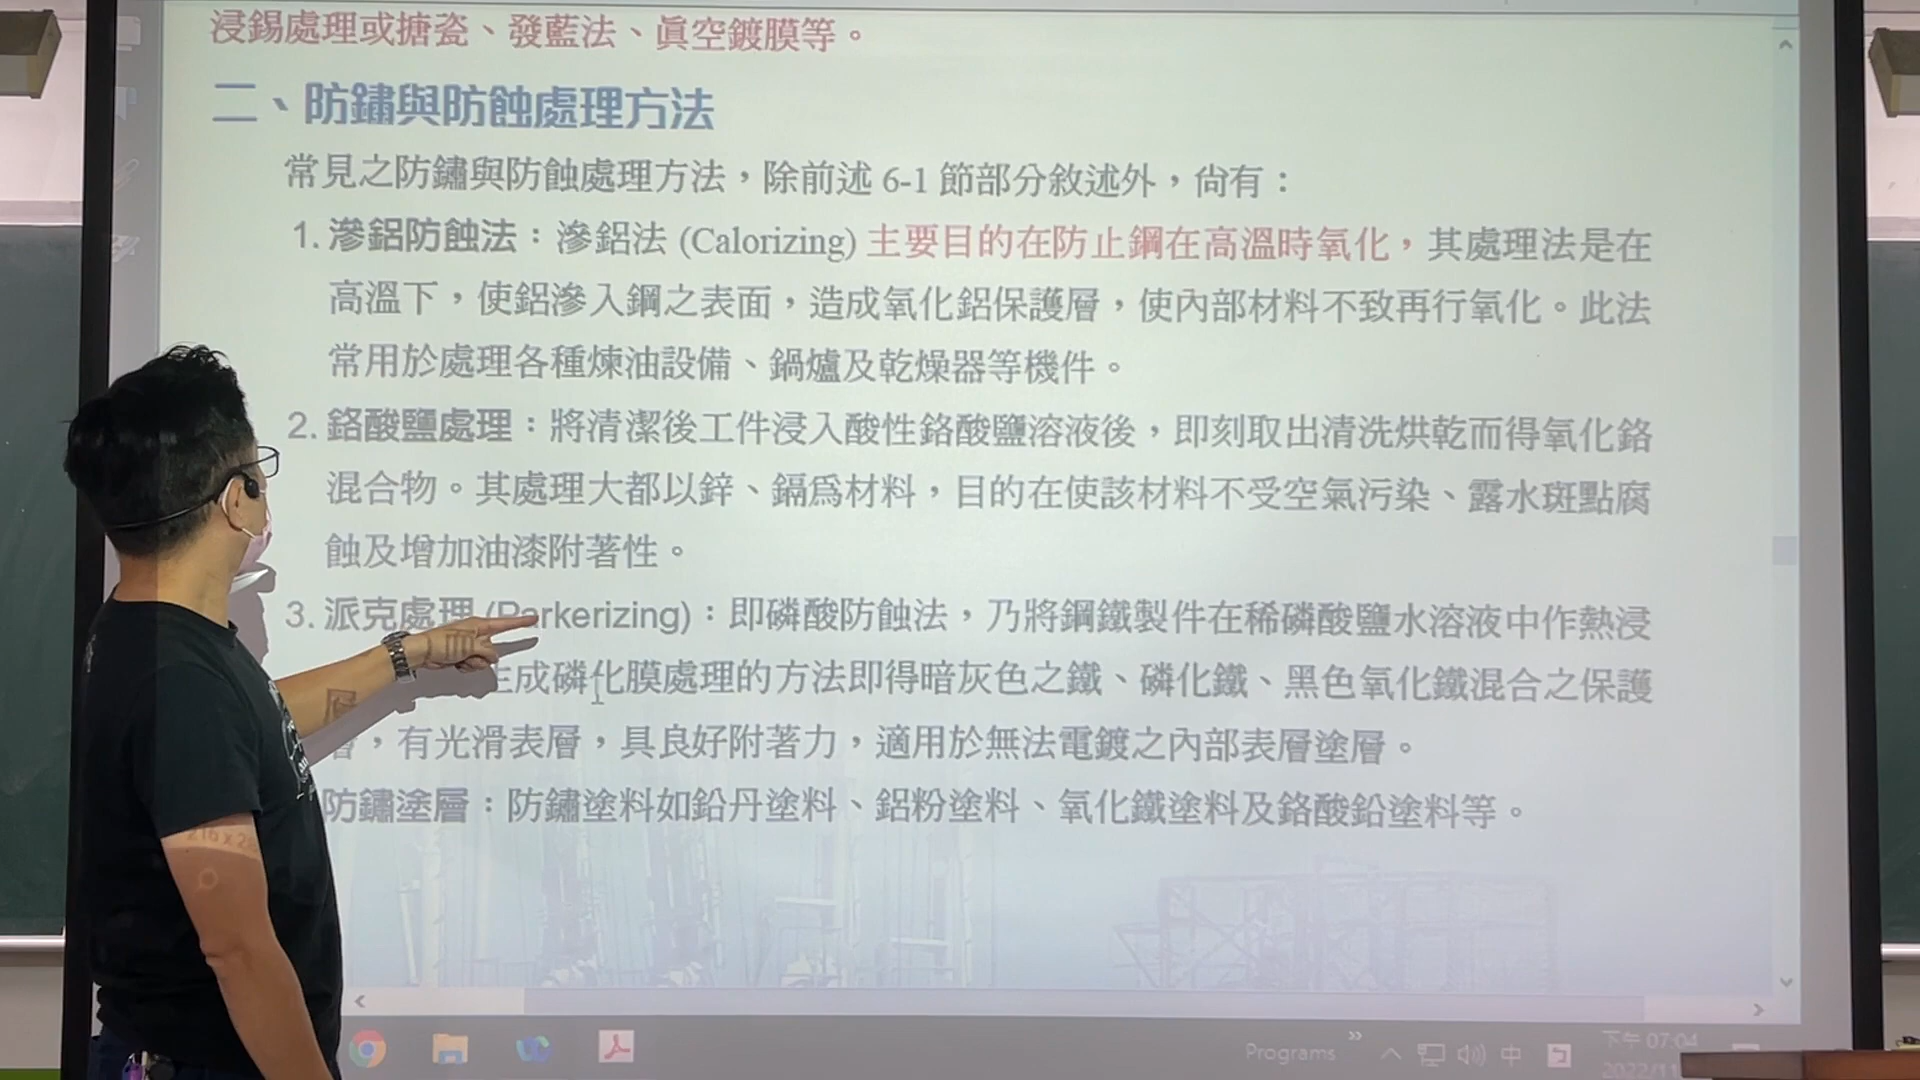 浸錫處理或搪瓷、發藍法、真空鍍膜等。
二、防鏽與防蝕處理方法
常見之防鏽與防蝕處理方法,除前述 6-1 節部分敘述外,尚有:
1. 滲鋁防蝕法:滲鋁法 (Calorizing) 主要目的在防止鋼在高溫時氧化,其處理法是在
高溫下,使鋁滲入鋼之表面,造成氧化鋁保護層,使內部材料不致再行氧化。此法
常用於處理各種煉油設備、鍋爐及乾燥器等機件。
2. 鉻酸鹽處理:將清潔後工件浸入酸性鉻酸鹽溶液後,即刻取出清洗烘乾而得氧化鉻
混合物。其處理大都以鋅、鎘為材料,目的在使該材料不受空氣污染、露水斑點腐
蝕及增加油漆附著性。
3. 派克處理 (Parkerizing):即磷酸防蝕法,乃將鋼鐵製件在稀磷酸鹽水溶液中作熱浸
生成磷化膜處理的方法即得暗灰色之鐵、磷化鐵、黑色氧化鐵混合之保護
層,有光滑表層,具良好附著力,適用於無法電鍍之內部表層塗層。
防鏽塗層:防鏽塗料如鉛丹塗料、鋁粉塗料、氧化鐵塗料及鉻酸鉛塗料等。
Programs
中
下午 07:04